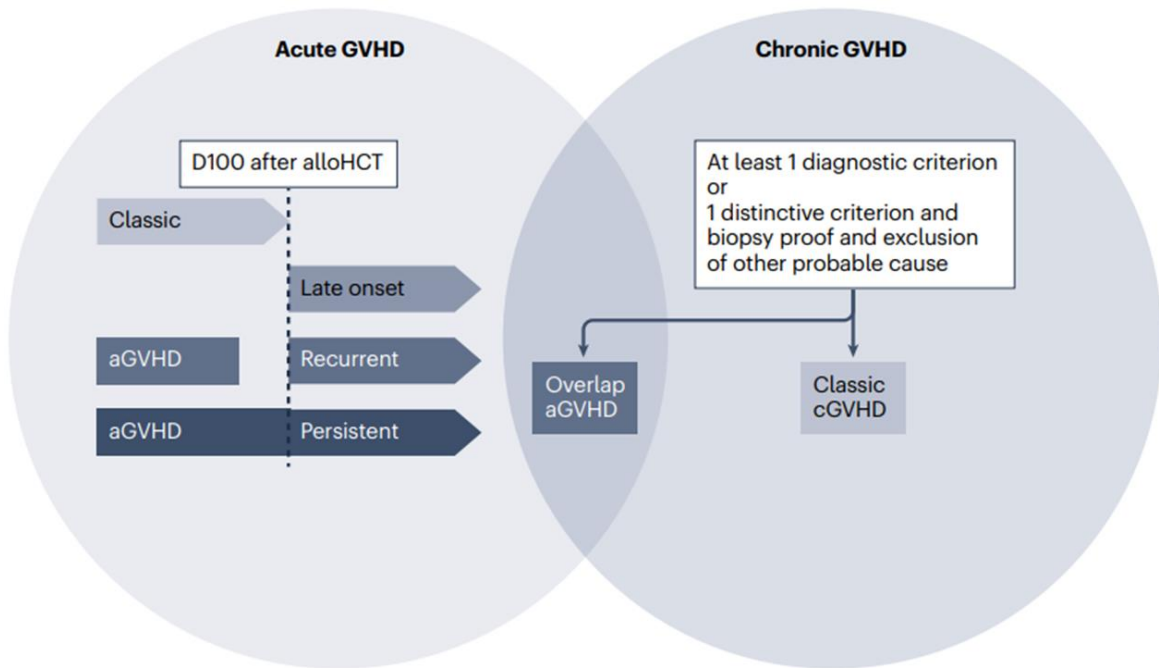 Acute GVHD
Chronic GVHD
D100 after alloHCT
Classic
Late onset
aGVHD
Recurrent
aGVHD
Persistent
At least 1 diagnostic criterion
or
1 distinctive criterion and
biopsy proof and exclusion
of other probable cause
Overlap
aGVHD
Classic
cGVHD